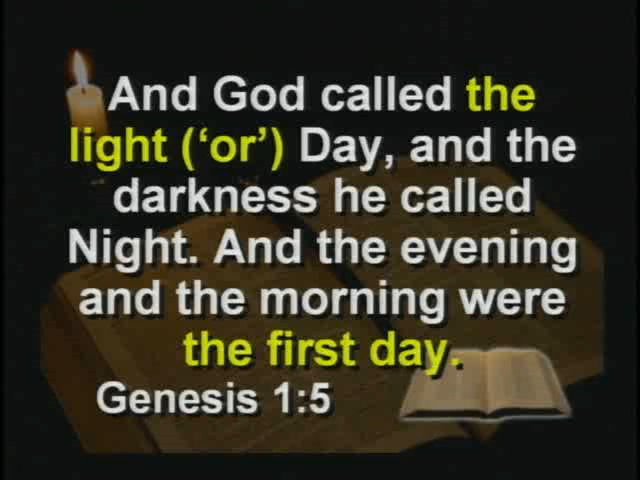 And God called the
light (‘or’) Day, and the
darkness he called
Night. And the evening
and the morning were
the first day.
Genesis 1:5